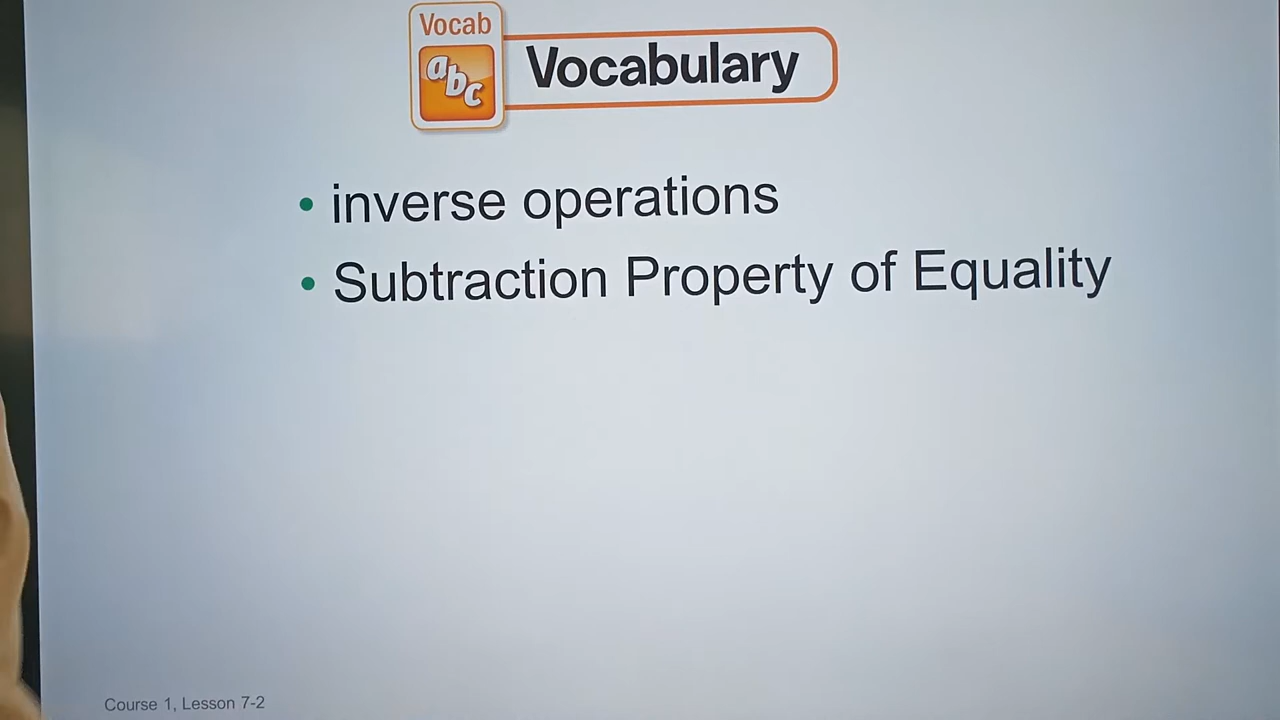 Vocab
abc
Vocabulary
• inverse operations
• Subtraction Property of Equality
Course 1, Lesson 7-2